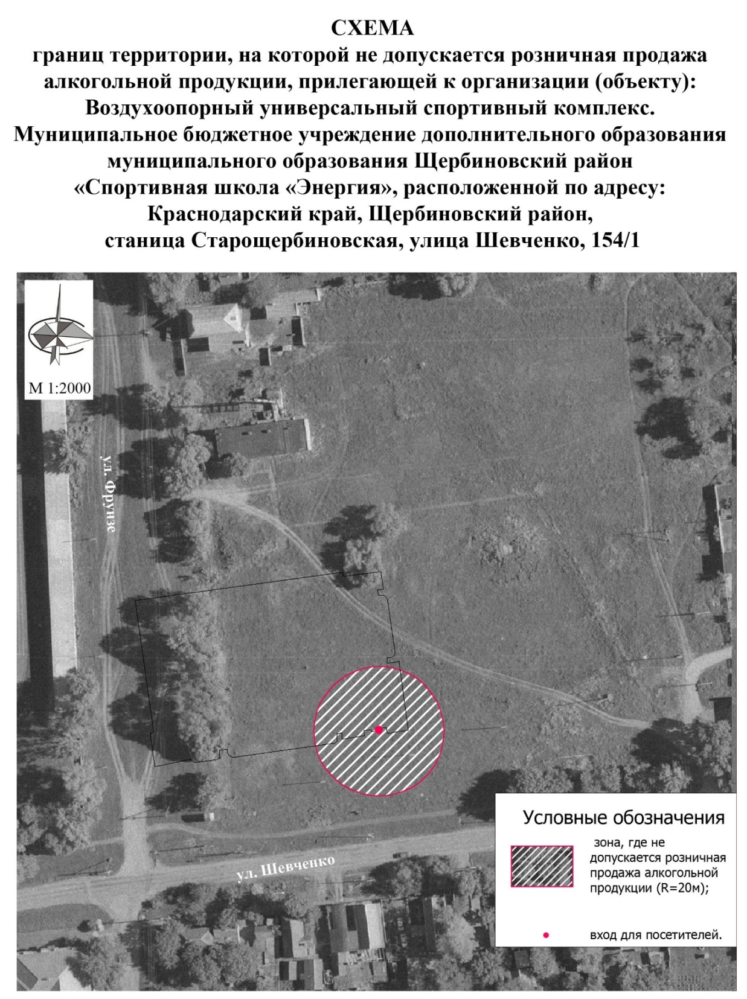 СХЕМА
границ территории, на которой не допускается розничная продажа
алкогольной продукции, прилегающей к организации (объекту):
Воздухоопорный универсальный спортивный комплекс.
Муниципальное бюджетное учреждение дополнительного образования
муниципального образования Щербиновский район
«Спортивная школа «Энергия», расположенной по адресу:
Краснодарский край, Щербиновский район,
станица Старощербиновская, улица Шевченко, 154/1
М 1:2000
ул. Фрунзе
ул. Шевченко
Условные обозначения
зона, где не
допускается розничная
продажа алкогольной
продукции (R=20м);
вход для посетителей.